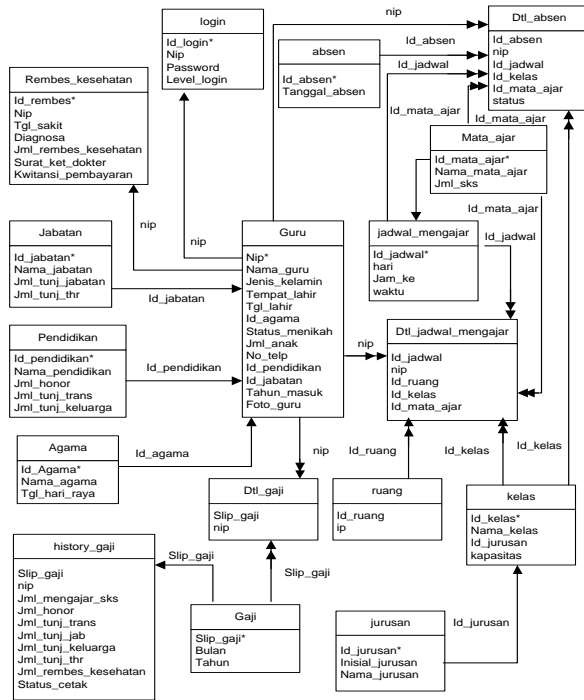 nip
login
Id_login*
Nip
Password
Level_login
absen
Id_absen*
Tanggal_absen
Id_absen
Id_jadwal
Id_mata_ajar
Dtl_absen
Id_absen
nip
Id_jadwal
Id_kelas
Id_mata_ajar
status
Id_mata_ajar
Rembes_kesehatan
Id_rembes*
Nip
Tgl_sakit
Diagnosa
Jml_rembes_kesehatan
Surat_ket_dokter
Kwitansi_pembayaran
Mata_ajar
Id_mata_ajar*
Nama_mata_ajar
Jml_sks
Id_kelas
Id_mata_ajar
nip
nip
Jabatan
Id_jabatan*
Nama_jabatan
Jml_tunj_jabatan
Jml_tunj_thr
Id_jabatan
Guru
Nip*
Nama_guru
Jenis_kelamin
Tempat_lahir
Tgl_lahir
Id_agama
Status_menikah
Jml_anak
No_telp
Id_pendidikan
Id_jabatan
Tahun_masuk
Foto_guru
jadwal_mengajar
Id_jadwal*
hari
Jam_ke
waktu
Id_jadwal
Pendidikan
Id_pendidikan*
Nama_pendidikan
Jml_honor
Jml_tunj_trans
Jml_tunj_keluarga
Id_pendidikan
nip
Dtl_jadwal_mengajar
Id_jadwal
nip
Id_ruang
Id_kelas
Id_mata_ajar
Agama
Id_Agama*
Nama_agama
Tgl_hari_raya
Id_agama
nip
Id_ruang
Id_kelas
Id_kelas
Dtl_gaji
Slip_gaji
nip
ruang
Id_ruang
ip
kelas
Id_kelas*
Nama_kelas
Id_jurusan
kapasitas
history_gaji
Slip_gaji
nip
Jml_mengajar_sks
Jml_honor
Jml_tunj_trans
Jml_tunj_jab
Jml_tunj_keluarga
Jml_tunj_thr
Jml_rembes_kesehatan
Status_cetak
Slip_gaji
Slip_gaji
Gaji
Slip_gaji*
Bulan
Tahun
jurusan
Id_jurusan*
Inisial_jurusan
Nama_jurusan
Id_jurusan